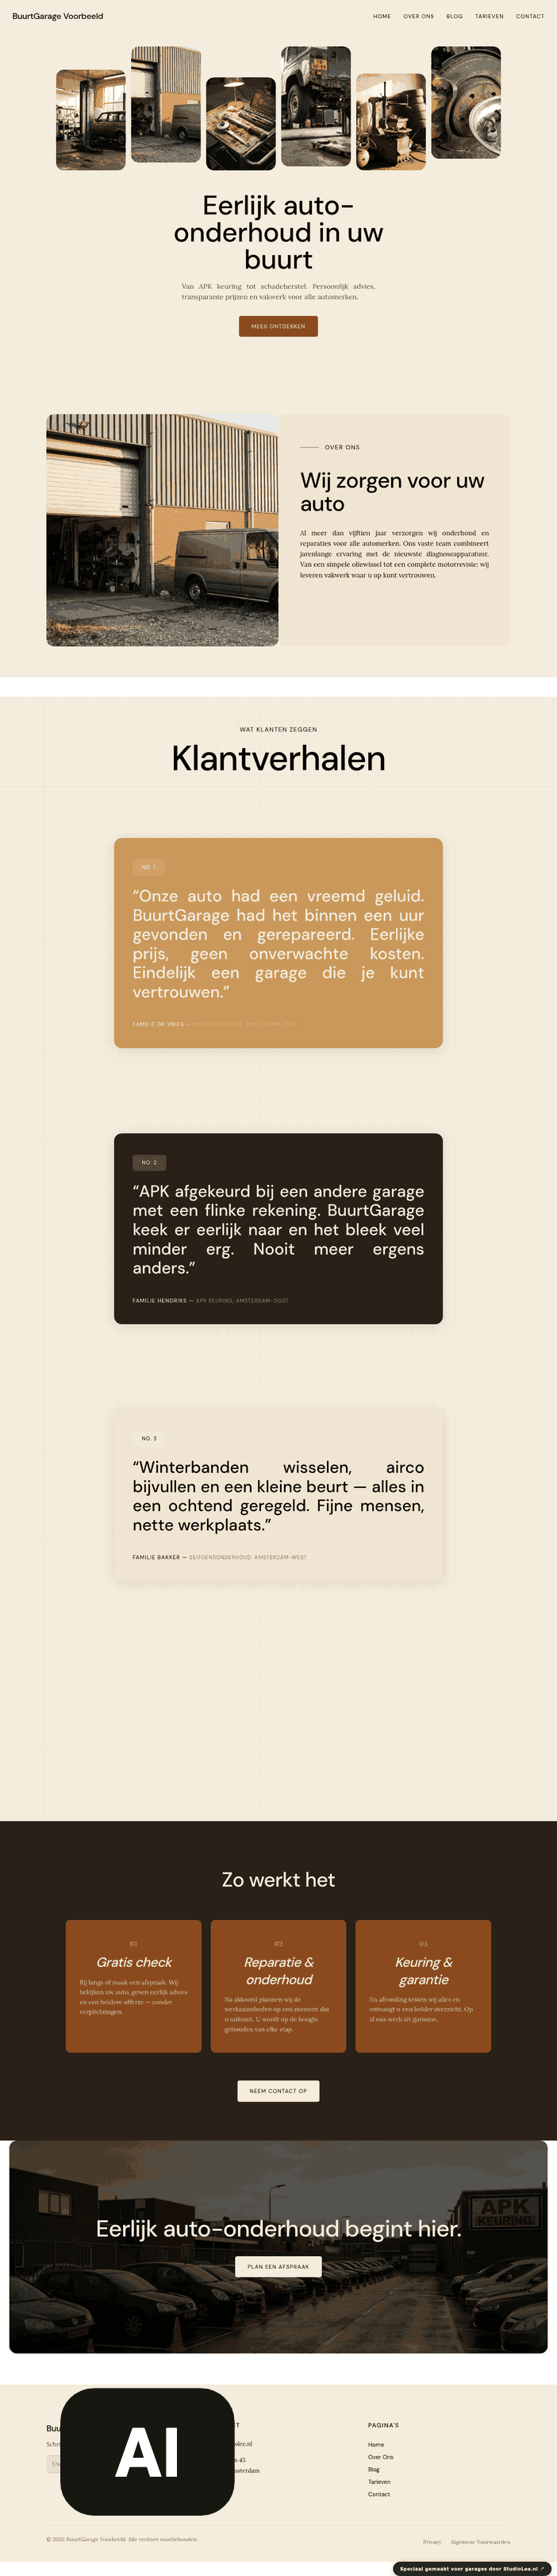 BuurtGarage Voorbeeld
HOME OVER ONS BLOG TARIEVEN CONTACT
Eerlijk auto-
onderhoud in uw
buurt
Van APK keuring tot schadeherstel. Persoonlijk advies,
transparante prijzen en vakwerk voor alle automerken.
MEER ONTDEKKEN
OVER ONS
Wij zorgen voor uw
auto
Al meer dan vijftien jaar verzorgen wij onderhoud en
reparaties voor alle automerken. Ons vaste team combineert
jarenlange ervaring met de nieuwste diagnoseapparatuur.
Van een simpele oliewissel tot een complete motorrevisie: wij
leveren vakwerk waar u op kunt vertrouwen.
WAT KLANTEN ZEGGEN
Klantverhalen
NO. 1
“Onze auto had een vreemd geluid.
BuurtGarage had het binnen een uur
gevonden en gerepareerd. Eerlijke
prijs, geen onverwachte kosten.
Eindelijk een garage die je kunt
vertrouwen.”
FAMILIE DE VRIES —
NO. 2
“APK afgekeurd bij een andere garage
met een flinke rekening. BuurtGarage
keek er eerlijk naar en het bleek veel
minder erg. Nooit meer ergens
anders.”
FAMILIE HENDRIKS — APK KEURING, AMSTERDAM-OOST
NO. 3
“Winterbanden wisselen, airco
bijvullen en een kleine beurt — alles in
een ochtend geregeld. Fijne mensen,
nette werkplaats.”
FAMILIE BAKKER — SEIZOENSONDERHOUD, AMSTERDAM-WEST
Zo werkt het
01
Gratis check
Rij langs of maak een afspraak. Wij
bekijken uw auto, geven eerlijk advies
en een heldere offerte — zonder
verplichtingen.
02
Reparatie &
onderhoud
Na akkoord plannen wij de
werkzaamheden op een moment dat
u uitkomt. U wordt op de hoogte
gehouden van elke stap.
03
Keuring &
garantie
Na afronding testen wij alles en
ontvangt u een helder overzicht. Op
al ons werk zit garantie.
NEEM CONTACT OP
APK
KEURING
Eerlijk auto-onderhoud begint hier.
PLAN EEN AFSPRAAK
AI
PAGINA'S
Home
Over Ons
Blog
Tarieven
Contact
© 2026 BuurtGarage Voorbeeld. Alle rechten voorbehouden.
Privacy Algemene Voorwaarden
Speciaal gemaakt voor garages door StudioLeo.nl ↗